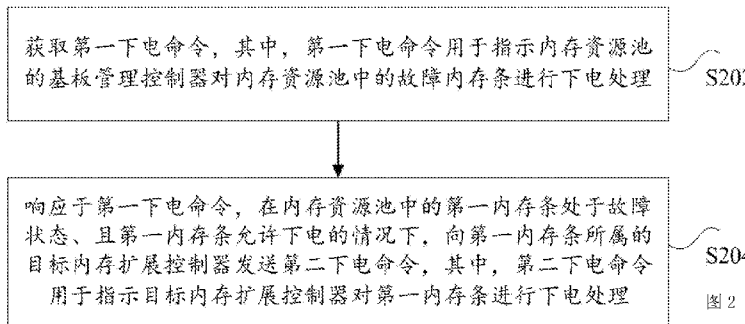 获取第一下电命令，其中，第一下电命令用于指示内存资源池
的基板管理控制器对内存资源池中的故障内存条进行下电处理
S202
响应于第一下电命令，在内存资源池中的第一内存条处于故障
状态、且第一内存条允许下电的情况下，向第一内存条所属的
目标内存扩展控制器发送第二下电命令，其中，第二下电命令
用于指示目标内存扩展控制器对第一内存条进行下电处理
S204
图 2